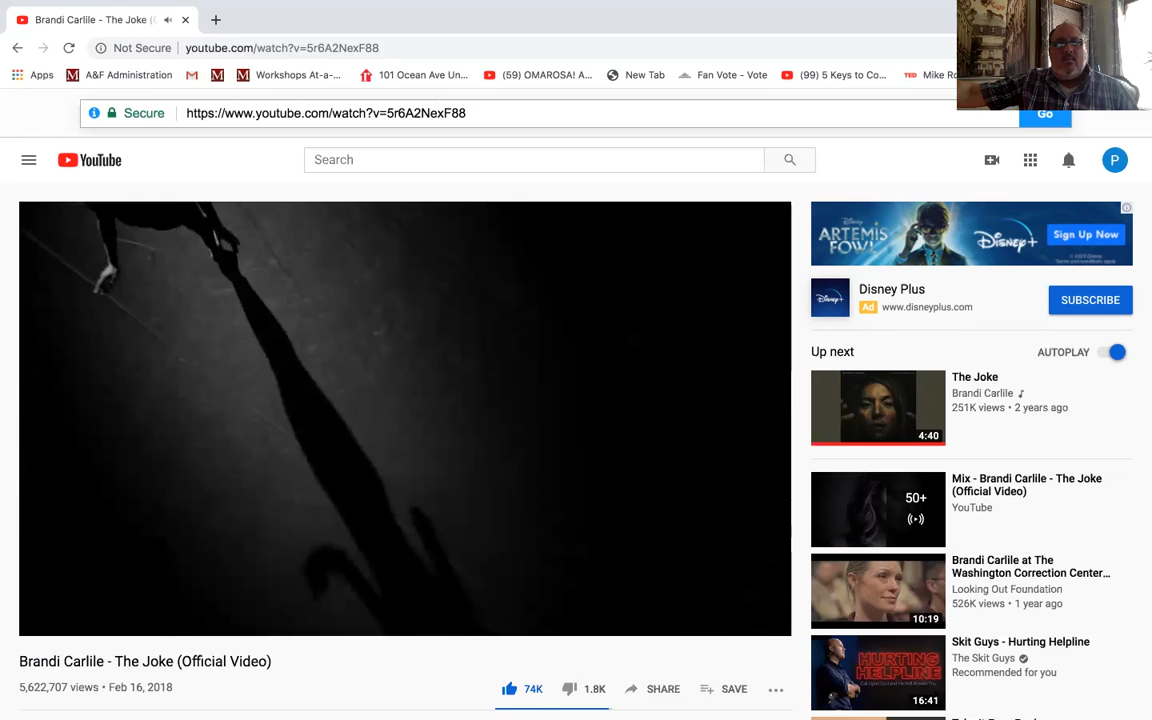 Brandi Carlile - The Joke (
Not Secure youtube.com/watch?v=5r6A2NexF88
Apps A&F Administration Workshops At-a-... 101 Ocean Ave Un... (59) OMAROSA! A... New Tab Fan Vote - Vote (99) 5 Keys to Co... TED Mike Ro
Secure https://www.youtube.com/watch?v=5r6A2NexF88 Go
YouTube Search P
Disney
ARTEMIS
FOWL
Disney+
Sign Up Now
Disney Plus
Ad www.disneyplus.com
SUBSCRIBE
Up next AUTOPLAY
The Joke
Brandi Carlile
251K views • 2 years ago
4:40
Mix - Brandi Carlile - The Joke
(Official Video)
YouTube
50+
Brandi Carlile at The
Washington Correction Center...
Looking Out Foundation
526K views • 1 year ago
10:19
Skit Guys - Hurting Helpline
The Skit Guys
Recommended for you
HURTING
HELPLINE
16:41
Brandi Carlile - The Joke (Official Video)
5,622,707 views • Feb 16, 2018
74K 1.8K SHARE SAVE